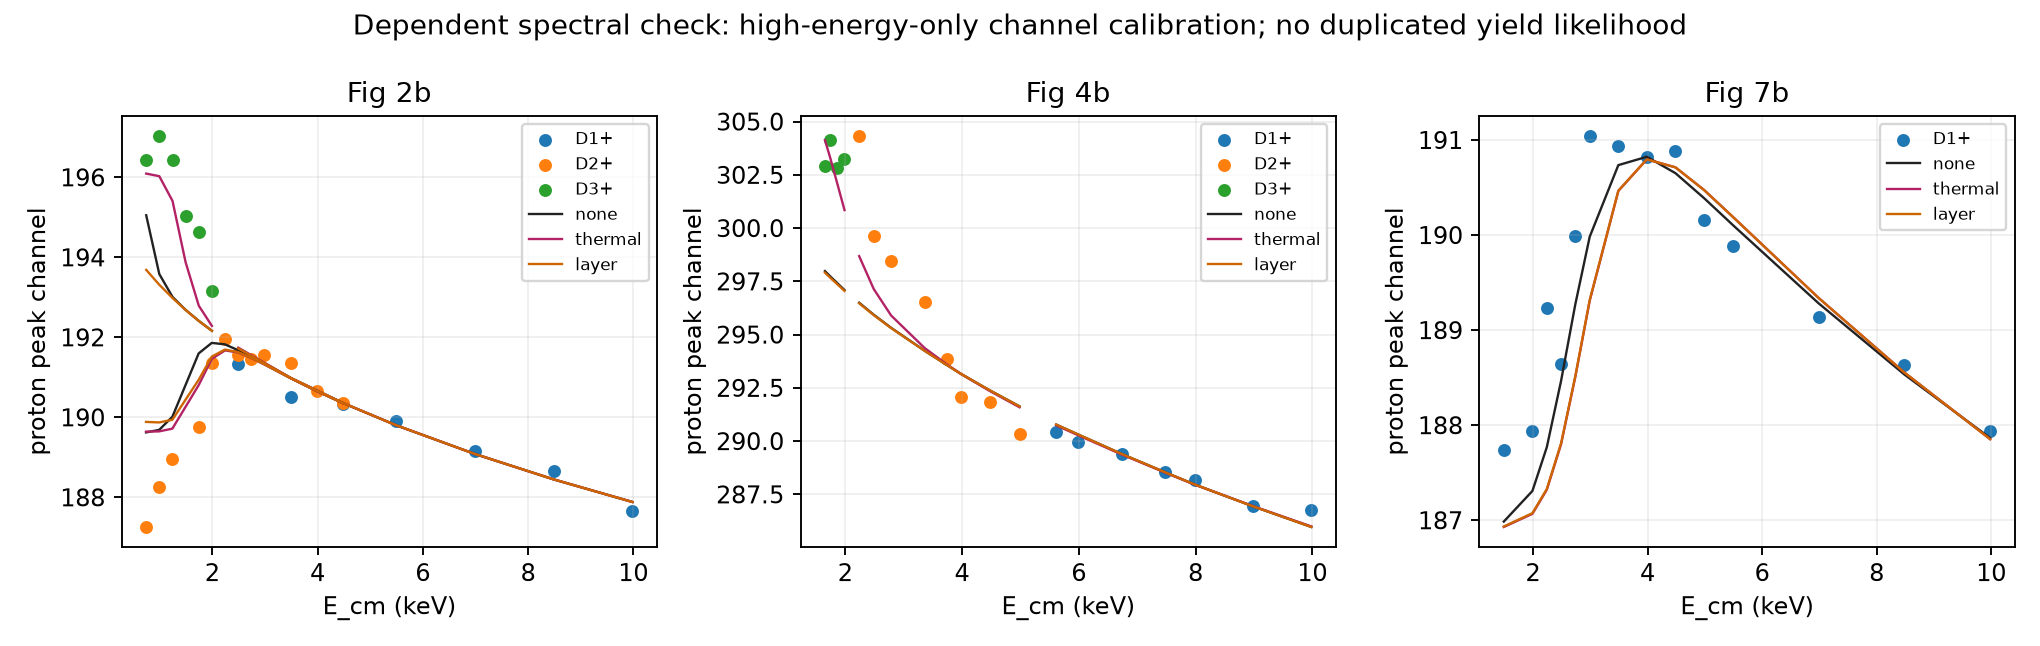 Dependent spectral check: high-energy-only channel calibration; no duplicated yield likelihood
Fig 2b
proton peak channel
196
194
192
190
188
2
4
6
8
10
E_cm (keV)
D1+
D2+
D3+
none
thermal
layer
Fig 4b
proton peak channel
305.0
302.5
300.0
297.5
295.0
292.5
290.0
287.5
2
4
6
8
10
E_cm (keV)
D1+
D2+
D3+
none
thermal
layer
Fig 7b
proton peak channel
191
190
189
188
187
2
4
6
8
10
E_cm (keV)
D1+
none
thermal
layer